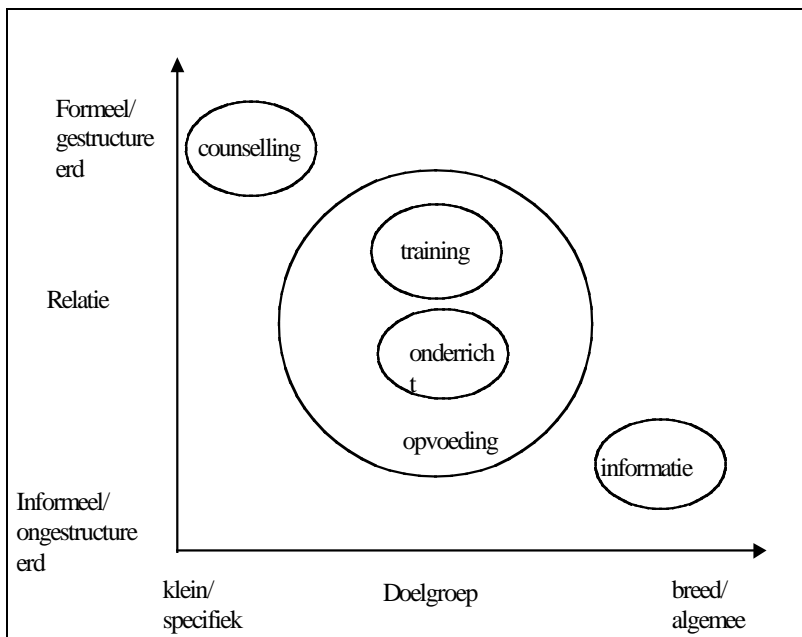 Formeel/
gestructure
erd
counselling
training
Relatie
onderrich
t
opvoeding
informatie
Informeel/
ongestructure
erd
klein/
specifiek
Doelgroep
breed/
algemee